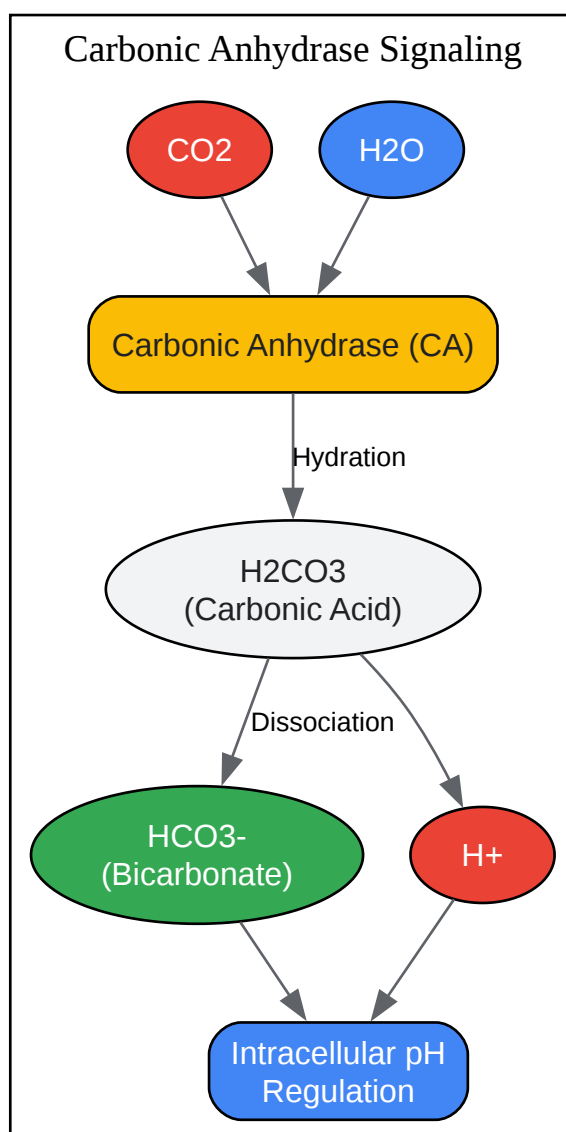 Carbonic Anhydrase Signaling
CO2
H2O
Carbonic Anhydrase (CA)
Hydration
H2CO3
(Carbonic Acid)
Dissociation
HCO3-
(Bicarbonate)
H+
Intracellular pH
Regulation